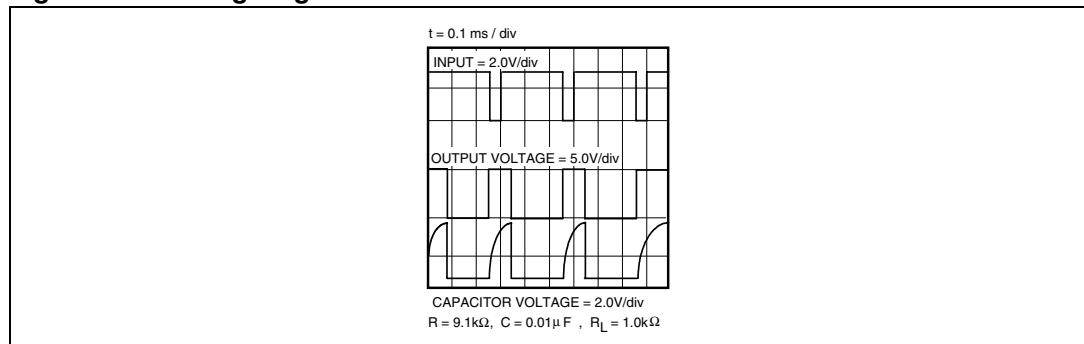 t = 0.1 ms / div
INPUT = 2.0V/div
OUTPUT VOLTAGE = 5.0V/div
CAPACITOR VOLTAGE = 2.0V/div
R = 9.1kΩ, C = 0.01μF , RL = 1.0kΩ